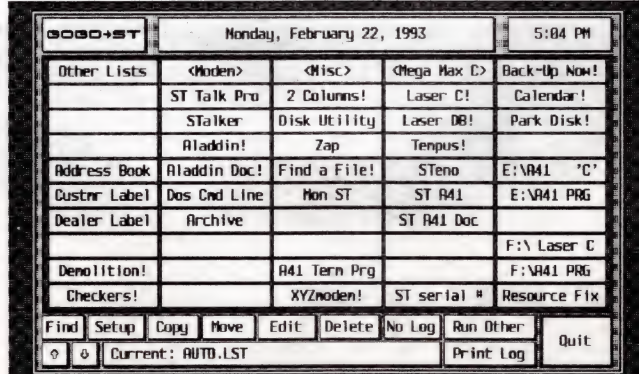 GOGO+ST Monday, February 22, 1993 5:04 PM
Other Lists <Modem> <Misc> <Mega Max C> Back-Up Now!
ST Talk Pro 2 Columns! Laser C! Calendar!
STalker Disk Utility Laser DB! Park Disk!
Aladdin! Zap Tempus!
Address Book Aladdin Doc! Find a File! STeno E:\A41 'C'
Custmr Label Dos Cmd Line Mon ST ST A41 E:\A41 PRG
Dealer Label Archive ST A41 Doc
F:\ Laser C
Demolition! A41 Term Prg F:\A41 PRG
Checkers! XYZmodem! ST serial # Resource Fix
Find Setup Copy Move Edit Delete No Log Run Other Quit
⇧ ⇩ Current: AUTO.LST Print Log